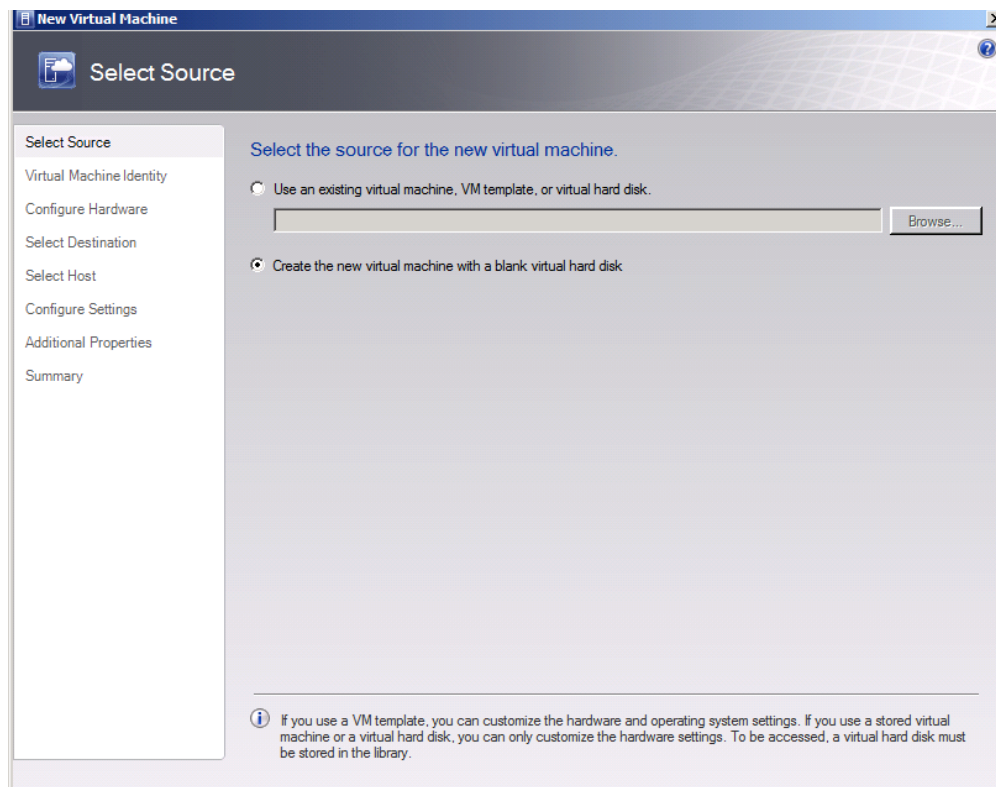 New Virtual Machine
Select Source
Select Source
Virtual Machine Identity
Configure Hardware
Select Destination
Select Host
Configure Settings
Additional Properties
Summary
Select the source for the new virtual machine.
Use an existing virtual machine, VM template, or virtual hard disk.
Browse...
Create the new virtual machine with a blank virtual hard disk
If you use a VM template, you can customize the hardware and operating system settings. If you use a stored virtual
machine or a virtual hard disk, you can only customize the hardware settings. To be accessed, a virtual hard disk must
be stored in the library.